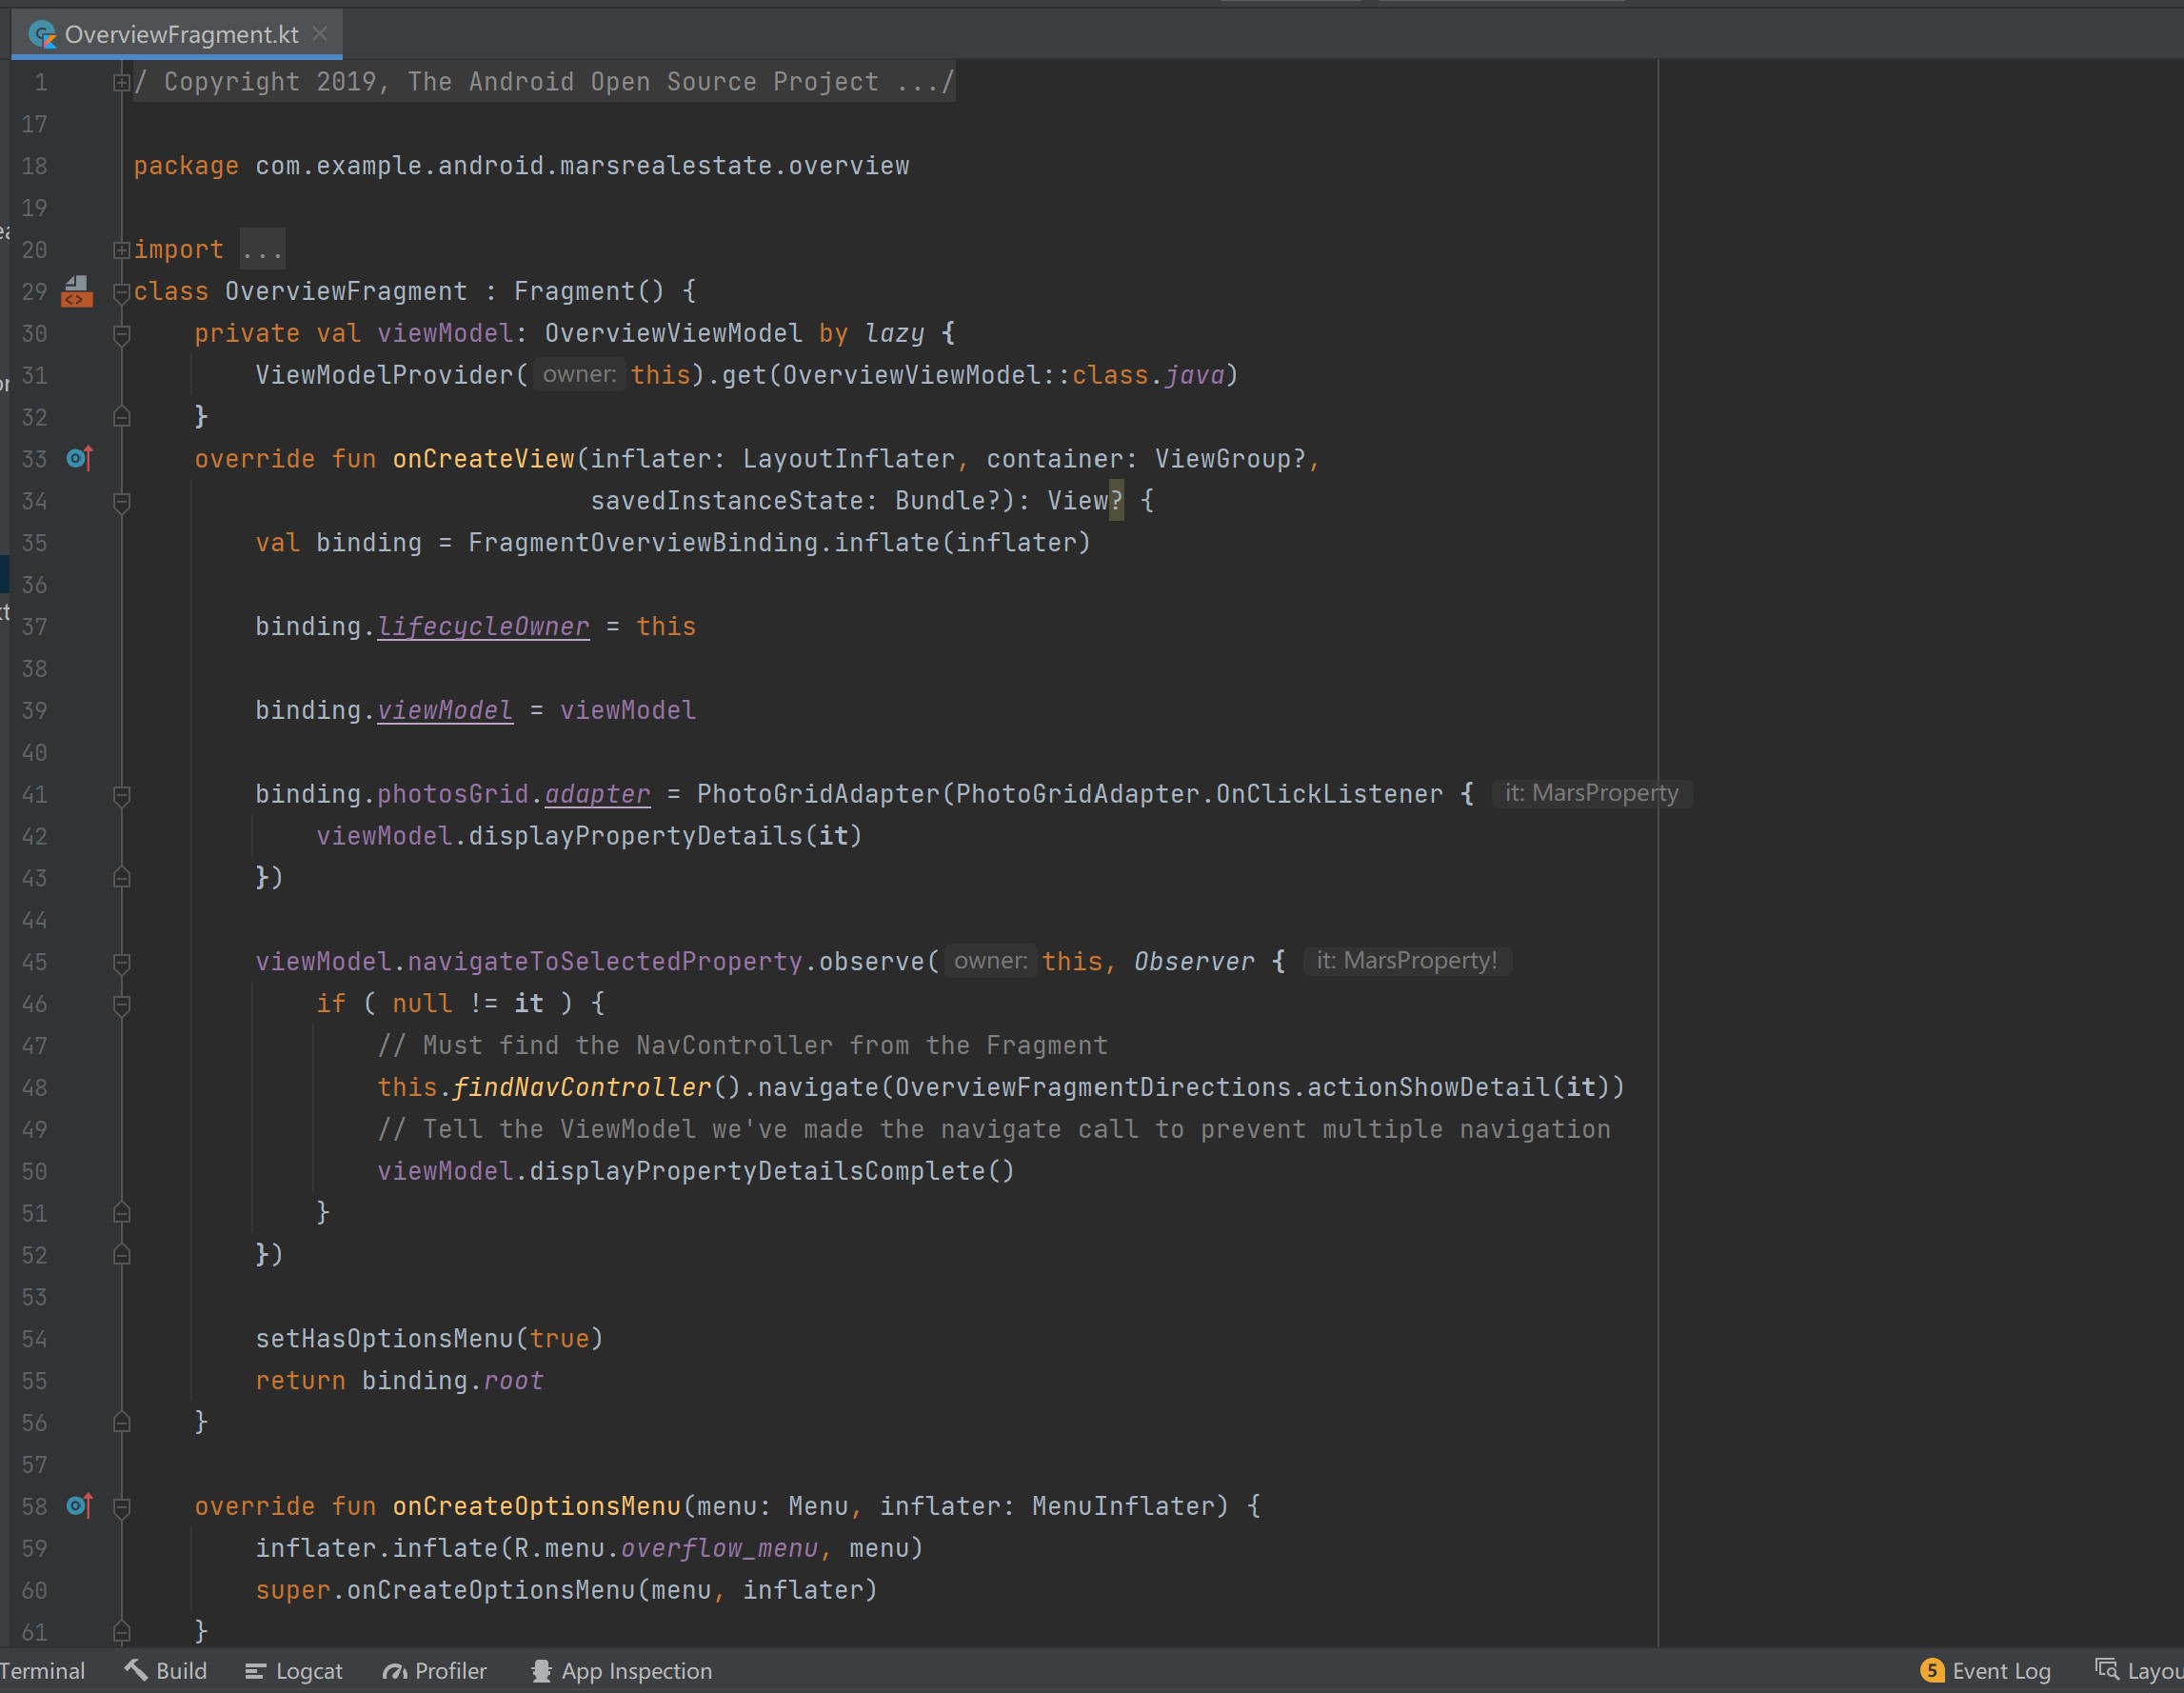 OverviewFragment.kt
1 / Copyright 2019, The Android Open Source Project .../
17
18 package com.example.android.marsrealestate.overview
19
20 import ...
29 class OverviewFragment : Fragment() {
30 private val viewModel: OverviewViewModel by lazy {
31 ViewModelProvider( owner: this).get(OverviewViewModel::class.java)
32 }
33 override fun onCreateView(inflater: LayoutInflater, container: ViewGroup?,
34 savedInstanceState: Bundle?): View? {
35 val binding = FragmentOverviewBinding.inflate(inflater)
36
37 binding.lifecycleOwner = this
38
39 binding.viewModel = viewModel
40
41 binding.photosGrid.adapter = PhotoGridAdapter(PhotoGridAdapter.OnClickListener { it: MarsProperty
42 viewModel.displayPropertyDetails(it)
43 })
44
45 viewModel.navigateToSelectedProperty.observe( owner: this, Observer { it: MarsProperty!
46 if ( null != it ) {
47 // Must find the NavController from the Fragment
48 this.findNavController().navigate(OverviewFragmentDirections.actionShowDetail(it))
49 // Tell the ViewModel we've made the navigate call to prevent multiple navigation
50 viewModel.displayPropertyDetailsComplete()
51 }
52 })
53
54 setHasOptionsMenu(true)
55 return binding.root
56 }
57
58 override fun onCreateOptionsMenu(menu: Menu, inflater: MenuInflater) {
59 inflater.inflate(R.menu.overflow_menu, menu)
60 super.onCreateOptionsMenu(menu, inflater)
61 }
Terminal Build Logcat Profiler App Inspection 5 Event Log Layou